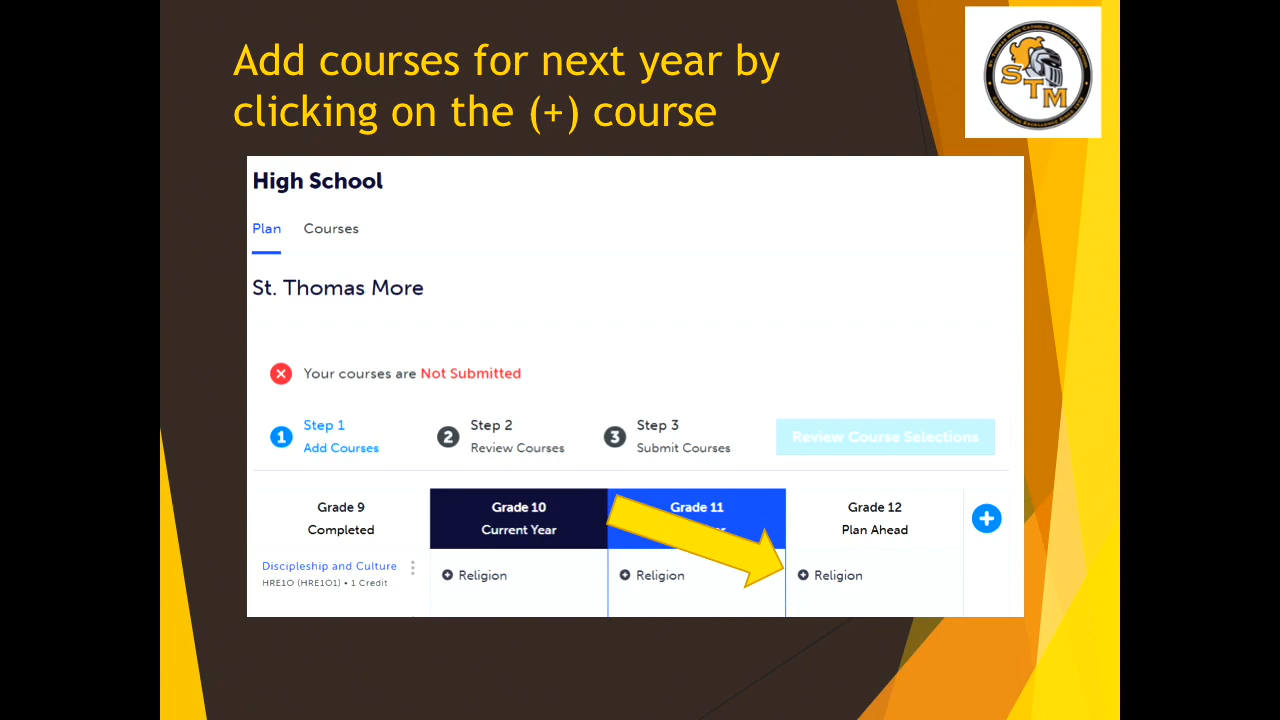 Add courses for next year by
clicking on the (+) course
STM
High School
Plan Courses
St. Thomas More
Your courses are Not Submitted
1 Step 1 2 Step 2 3 Step 3 Review Course Selections
Add Courses Review Courses Submit Courses
Grade 9 Grade 10 Grade 11 Grade 12
Completed Current Year Plan Ahead
Discipleship and Culture
HRE1O (HRE1O1) • 1 Credit
Religion Religion Religion